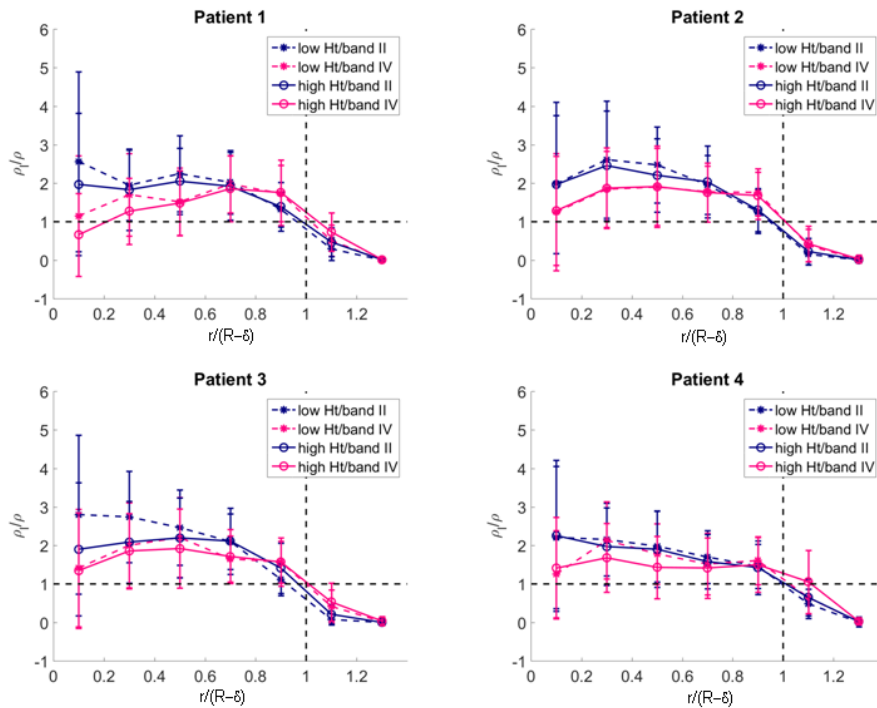 Patient 1
6
5
4
3
2
1
0
-1
ρₗ/ρ
low Ht/band II
low Ht/band IV
high Ht/band II
high Ht/band IV
0 0.2 0.4 0.6 0.8 1 1.2
r/(R−δ)
Patient 2
6
5
4
3
2
1
0
-1
ρₗ/ρ
low Ht/band II
low Ht/band IV
high Ht/band II
high Ht/band IV
0 0.2 0.4 0.6 0.8 1 1.2
r/(R−δ)
Patient 3
6
5
4
3
2
1
0
-1
ρₗ/ρ
low Ht/band II
low Ht/band IV
high Ht/band II
high Ht/band IV
0 0.2 0.4 0.6 0.8 1 1.2
r/(R−δ)
Patient 4
6
5
4
3
2
1
0
-1
ρₗ/ρ
low Ht/band II
low Ht/band IV
high Ht/band II
high Ht/band IV
0 0.2 0.4 0.6 0.8 1 1.2
r/(R−δ)